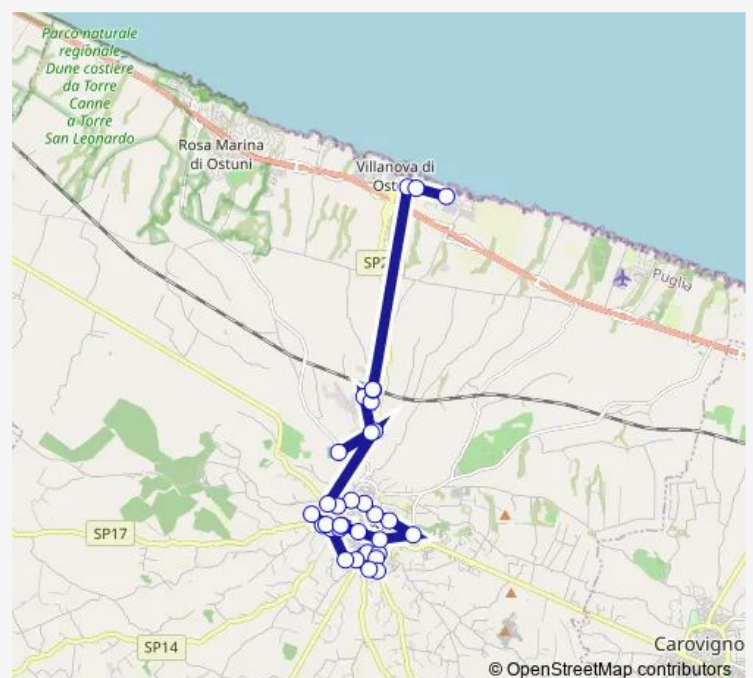 Parco naturale
regionale
Dune costiere
da Torre
Canne
a Torre
San Leonardo
Rosa Marina
di Ostuni
Villanova di
Ost
SP2
Puglia
SP17
SP14
Carovigno
© OpenStreetMap contributors